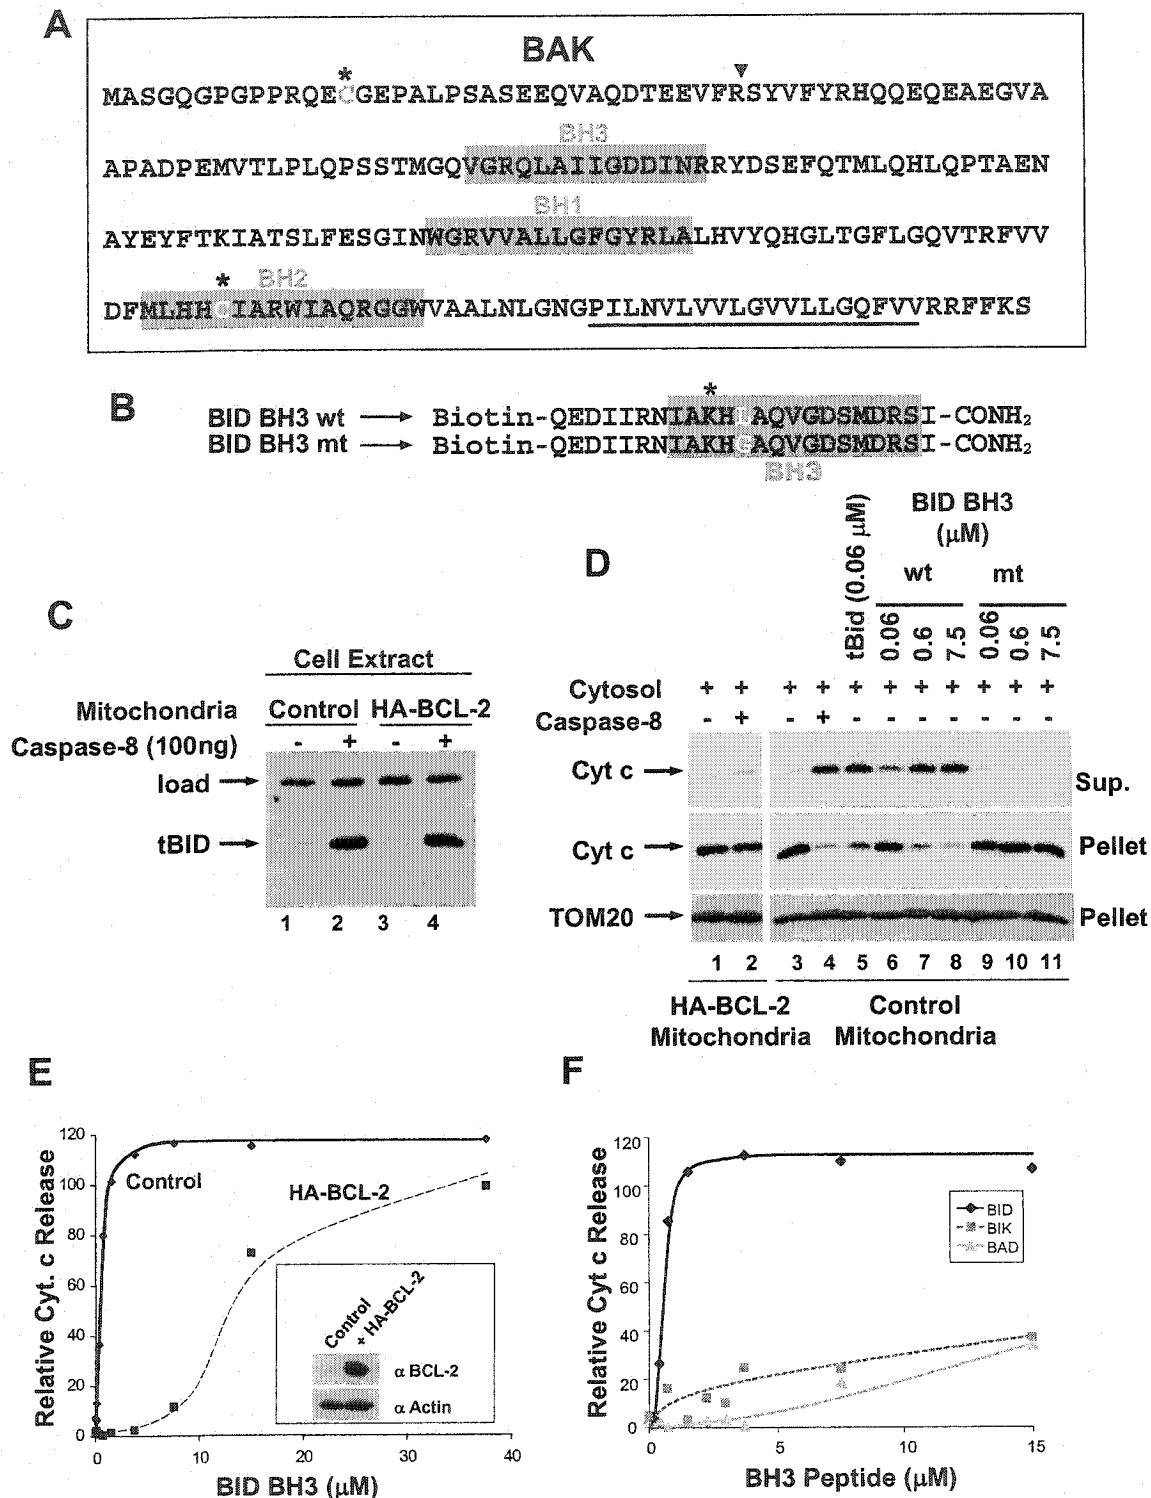 A
BAK
*
▼
MASGQGPGPPRQECGEPALPSASEEQVAQDTEEVFRSYVFYRHQQEQEAEGVA
BH3
APADPEMVTLPLQPSSTMGQVGRQLAIIGDDINRRYDSEFQTMLQHLQPTAEN
BH1
AYEYFTKIATSLFESGINWGRVVALLGFGYRLALHVYQHGLTGFLGQVTRFVV
* BH2
DFMLHHCIARWIAQRGGWVAALNLGNGPILNVLVVLGVVLLGQFVVRRFFKS
B
*
BID BH3 wt → Biotin-QEDIIRNIAKHLAQVGDSMDRSI-CONH₂
BID BH3 mt → Biotin-QEDIIRNIAKHGAQVGDSMDRSI-CONH₂
BH3
C
Cell Extract
Mitochondria Control HA-BCL-2
Caspase-8 (100ng) - + - +
load →
tBID →
1 2 3 4
D
BID BH3
(μM)
wt mt
tBid (0.06 μM) 0.06 0.6 7.5 0.06 0.6 7.5
Cytosol + + + + + + + + + + +
Caspase-8 - + - + - - - - - - -
Cyt c → Sup.
Cyt c → Pellet
TOM20 → Pellet
1 2 3 4 5 6 7 8 9 10 11
HA-BCL-2 Control
Mitochondria Mitochondria
E
Relative Cyt. c Release
120
100
80
60
40
20
0
Control
HA-BCL-2
Control
+ HA-BCL-2
α BCL-2
α Actin
0 10 20 30 40
BID BH3 (μM)
F
Relative Cyt c Release
120
100
80
60
40
20
0
BID
BIK
BAD
0 5 10 15
BH3 Peptide (μM)